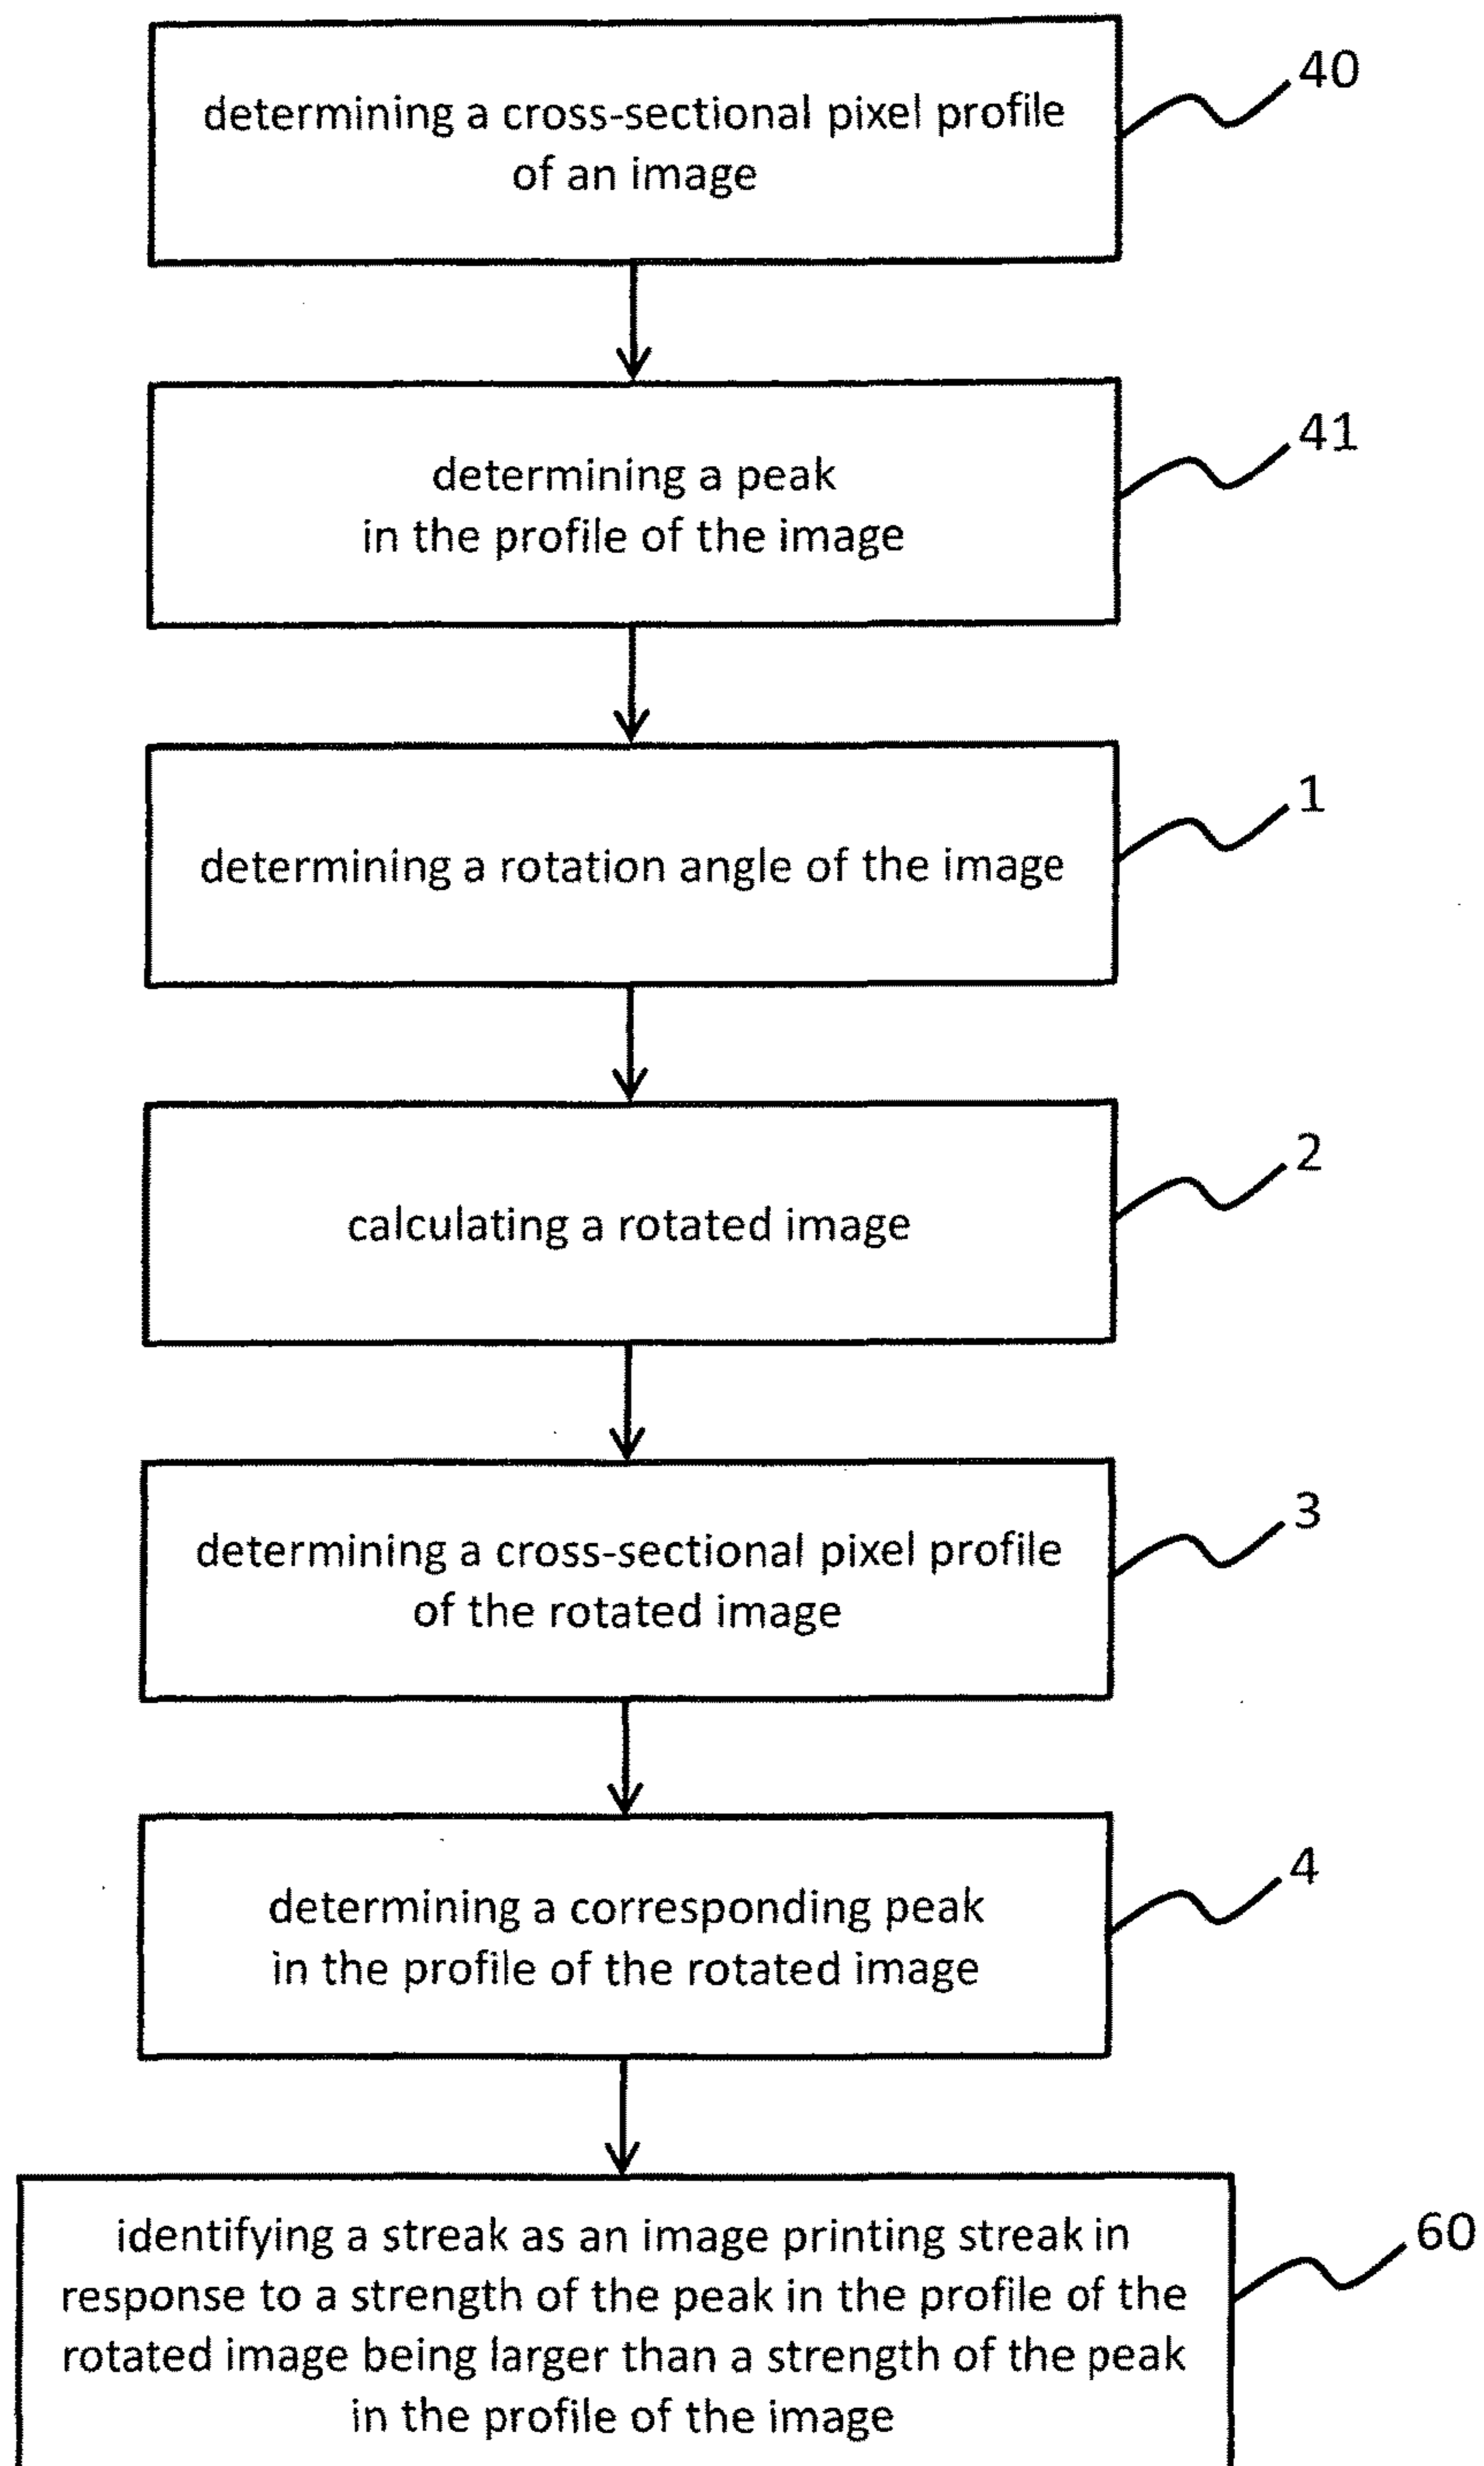 determining a cross-sectional pixel profile
of an image
40
determining a peak
in the profile of the image
41
determining a rotation angle of the image
1
calculating a rotated image
2
determining a cross-sectional pixel profile
of the rotated image
3
determining a corresponding peak
in the profile of the rotated image
4
identifying a streak as an image printing streak in
response to a strength of the peak in the profile of the
rotated image being larger than a strength of the peak
in the profile of the image
60